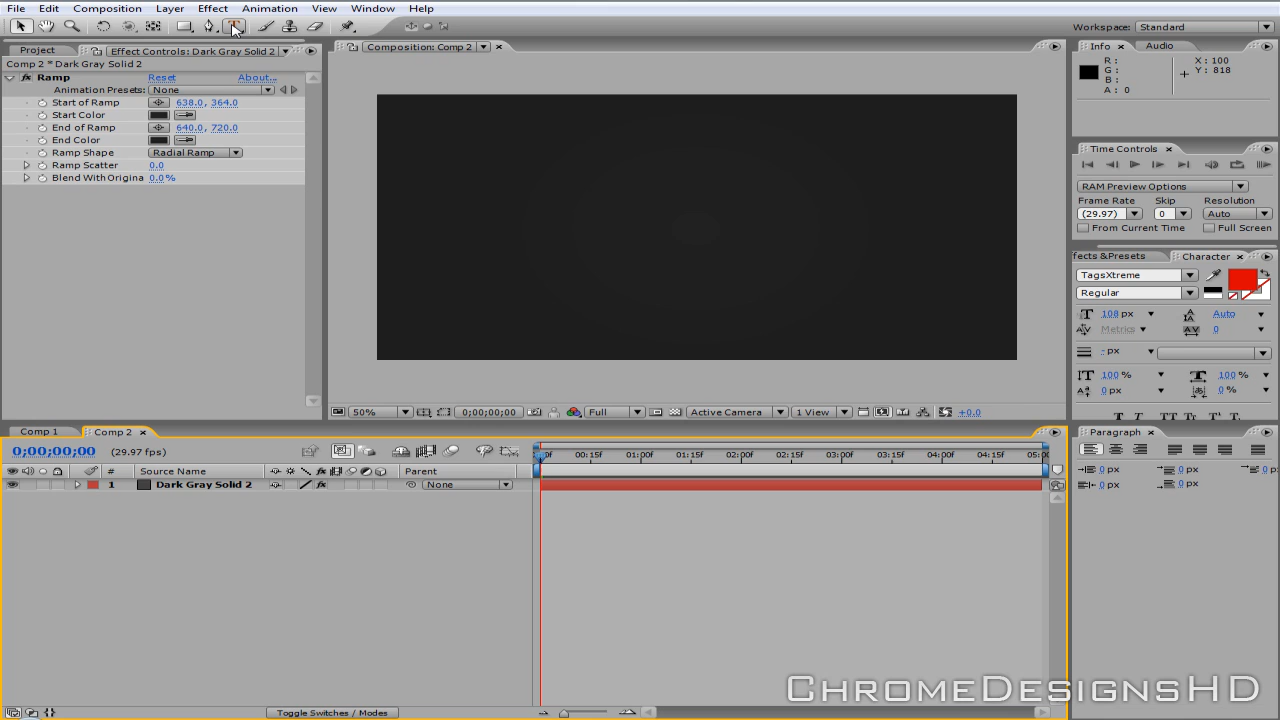 File Edit Composition Layer Effect Animation View Window Help
Workspace: Standard
Project Effect Controls: Dark Gray Solid 2
Comp 2 * Dark Gray Solid 2
Ramp Reset About...
Animation Presets: None
Start of Ramp 638.0, 364.0
Start Color
End of Ramp 640.0, 720.0
End Color
Ramp Shape Radial Ramp
Ramp Scatter 0.0
Blend With Origina 0.0%
Composition: Comp 2
50% 0;00;00;00 Full Active Camera 1 View +0.0
Info Audio
R: X: 100
G: Y: 818
B:
A: 0
Time Controls
RAM Preview Options
Frame Rate Skip Resolution
(29.97) 0 Auto
From Current Time Full Screen
fects & Presets Character
TagsXtreme
Regular
108 px Auto
Metrics 0
- px
100 % 100 %
0 px 0 %
T T TT Tr
Paragraph
0 px 0 px 0 px
0 px 0 px
Comp 1 Comp 2
0;00;00;00 (29.97 fps)
# Source Name Parent
1 Dark Gray Solid 2 None
00:15f 01:00f 01:15f 02:00f 02:15f 03:00f 03:15f 04:00f 04:15f 05:00
Toggle Switches / Modes
ChromeDesignsHD